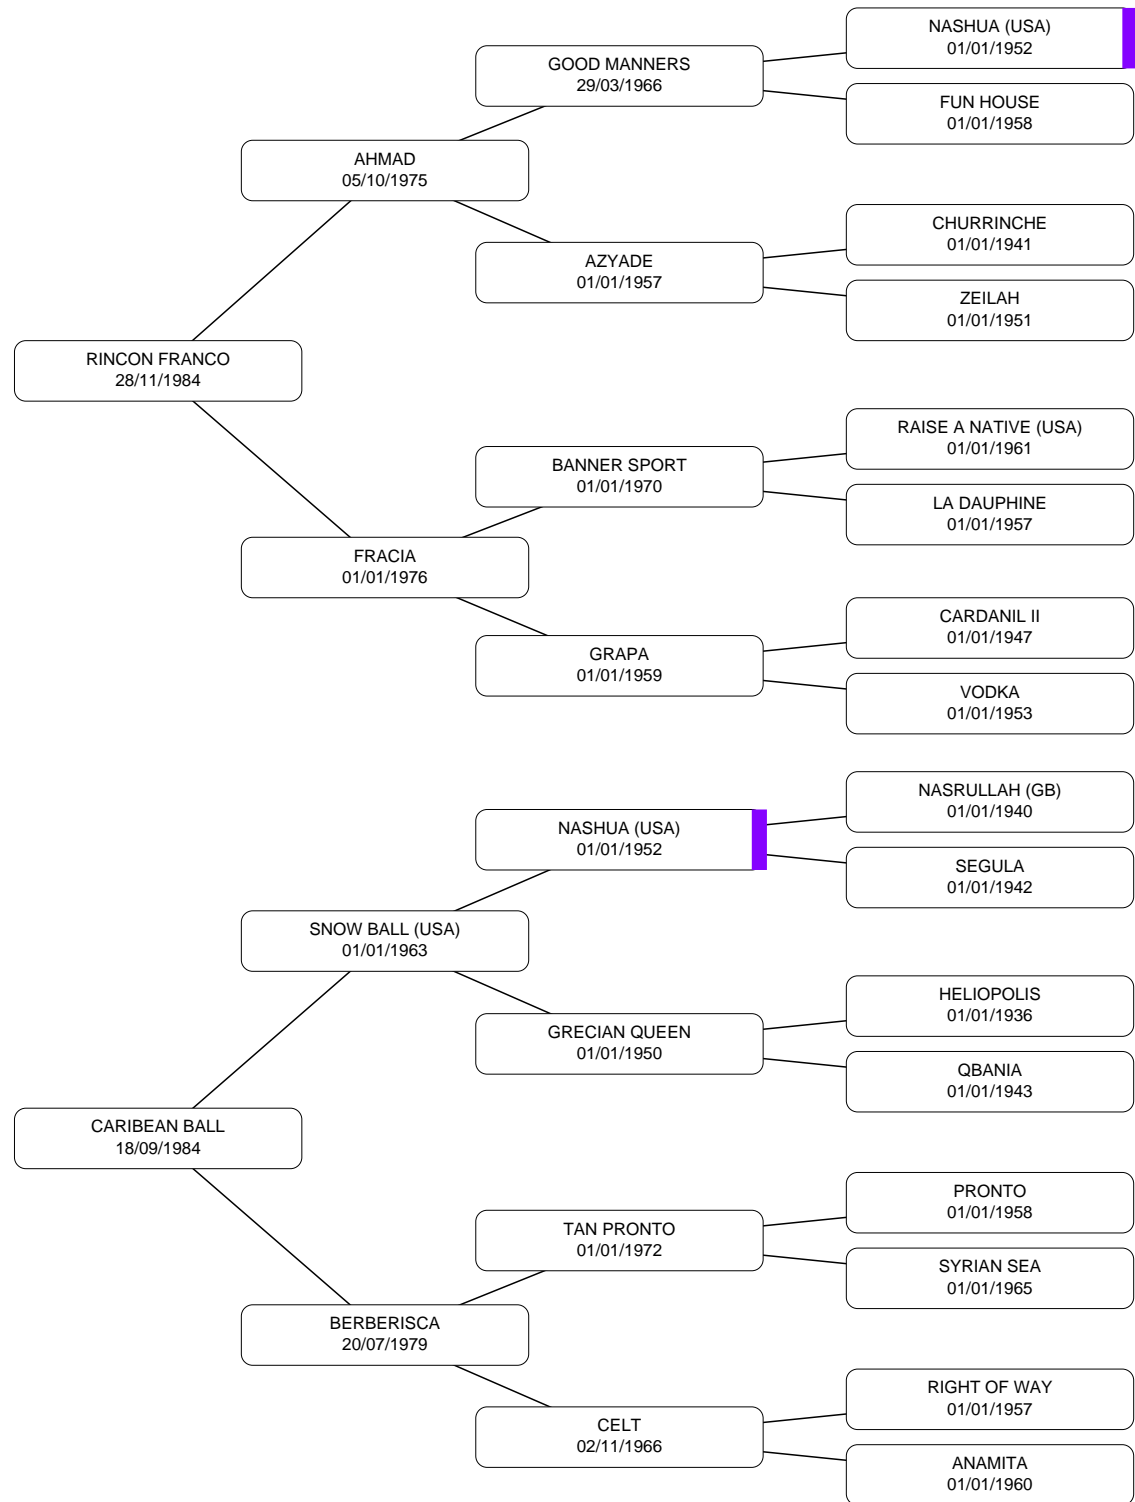 NASHUA (USA)
01/01/1952
GOOD MANNERS
29/03/1966
FUN HOUSE
01/01/1958
AHMAD
05/10/1975
CHURRINCHE
01/01/1941
AZYADE
01/01/1957
ZEILAH
01/01/1951
RINCON FRANCO
28/11/1984
RAISE A NATIVE (USA)
01/01/1961
BANNER SPORT
01/01/1970
LA DAUPHINE
01/01/1957
FRACIA
01/01/1976
CARDANIL II
01/01/1947
GRAPA
01/01/1959
VODKA
01/01/1953
NASRULLAH (GB)
01/01/1940
NASHUA (USA)
01/01/1952
SEGULA
01/01/1942
SNOW BALL (USA)
01/01/1963
HELIOPOLIS
01/01/1936
GRECIAN QUEEN
01/01/1950
QBANIA
01/01/1943
CARIBEAN BALL
18/09/1984
PRONTO
01/01/1958
TAN PRONTO
01/01/1972
SYRIAN SEA
01/01/1965
BERBERISCA
20/07/1979
RIGHT OF WAY
01/01/1957
CELT
02/11/1966
ANAMITA
01/01/1960